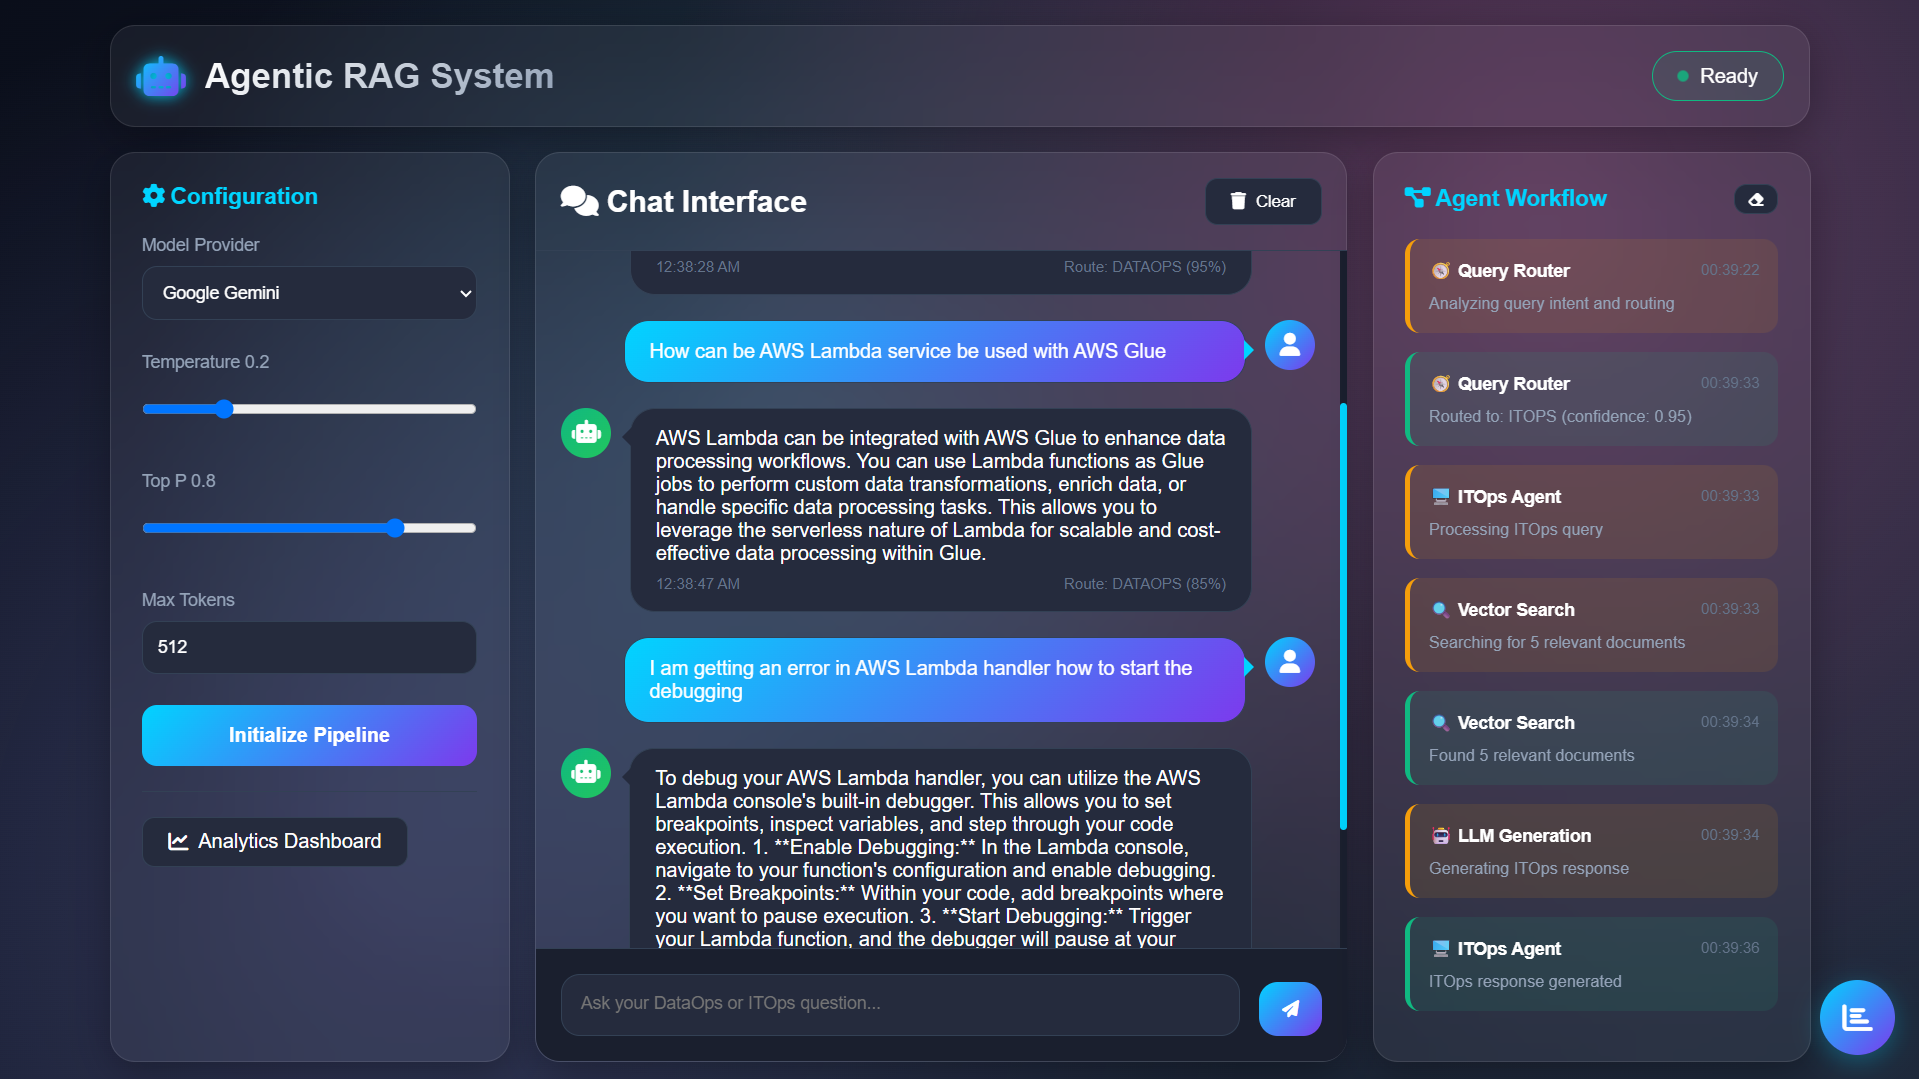 Agentic RAG System
Ready
Configuration
Model Provider
Google Gemini
Temperature 0.2
Top P 0.8
Max Tokens
512
Initialize Pipeline
Analytics Dashboard
Chat Interface
Clear
12:38:28 AM
Route: DATAOPS (95%)
How can be AWS Lambda service be used with AWS Glue
AWS Lambda can be integrated with AWS Glue to enhance data
processing workflows. You can use Lambda functions as Glue
jobs to perform custom data transformations, enrich data, or
handle specific data processing tasks. This allows you to
leverage the serverless nature of Lambda for scalable and cost-
effective data processing within Glue.
12:38:47 AM
Route: DATAOPS (85%)
I am getting an error in AWS Lambda handler how to start the
debugging
To debug your AWS Lambda handler, you can utilize the AWS
Lambda console's built-in debugger. This allows you to set
breakpoints, inspect variables, and step through your code
execution. 1. **Enable Debugging:** In the Lambda console,
navigate to your function's configuration and enable debugging.
2. **Set Breakpoints:** Within your code, add breakpoints where
you want to pause execution. 3. **Start Debugging:** Trigger
your Lambda function, and the debugger will pause at your
Ask your DataOps or ITOps question...
Agent Workflow
Query Router
00:39:22
Analyzing query intent and routing
Query Router
00:39:33
Routed to: ITOPS (confidence: 0.95)
ITOps Agent
00:39:33
Processing ITOps query
Vector Search
00:39:33
Searching for 5 relevant documents
Vector Search
00:39:34
Found 5 relevant documents
LLM Generation
00:39:34
Generating ITOps response
ITOps Agent
00:39:36
ITOps response generated